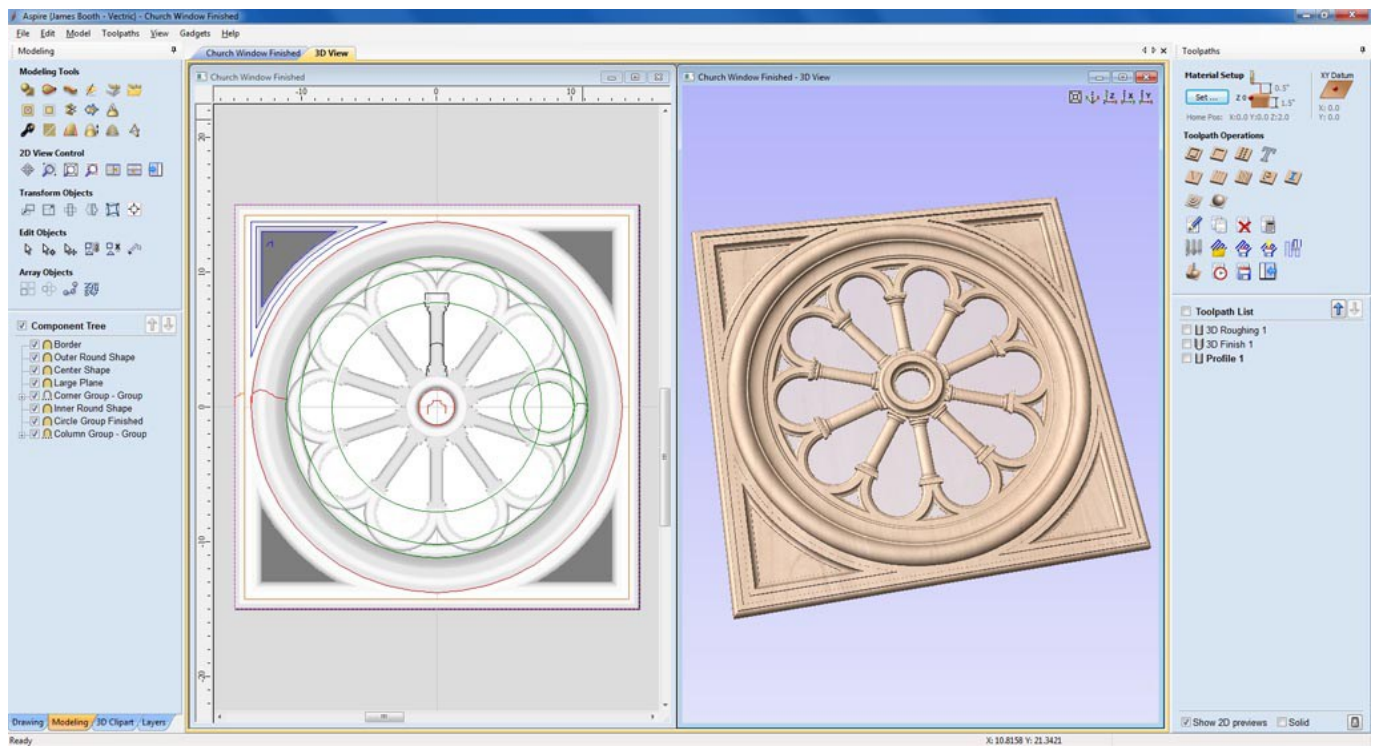 Aspire (James Booth - Vectric) - Church Window Finished
File Edit Model Toolpaths View Gadgets Help
Modeling
Modeling Tools
2D View Control
Transform Objects
Edit Objects
Array Objects
Component Tree
Border
Outer Round Shape
Center Shape
Large Plane
Corner Group - Group
Inner Round Shape
Circle Group Finished
Column Group - Group
Drawing Modeling 3D Clipart Layers
Ready
Church Window Finished 3D View
Church Window Finished
-10 0 10
20
10
0
-10
-20
Church Window Finished - 3D View
Z X Y
X: 10.8158 Y: 21.3421
Toolpaths
Material Setup XY Datum
Set ... Z 0 0.3" 1.5"
X: 0.0
Y: 0.0
Home Pos: X:0.0 Y:0.0 Z:2.0
Toolpath Operations
Toolpath List
3D Roughing 1
3D Finish 1
Profile 1
Show 2D previews Solid